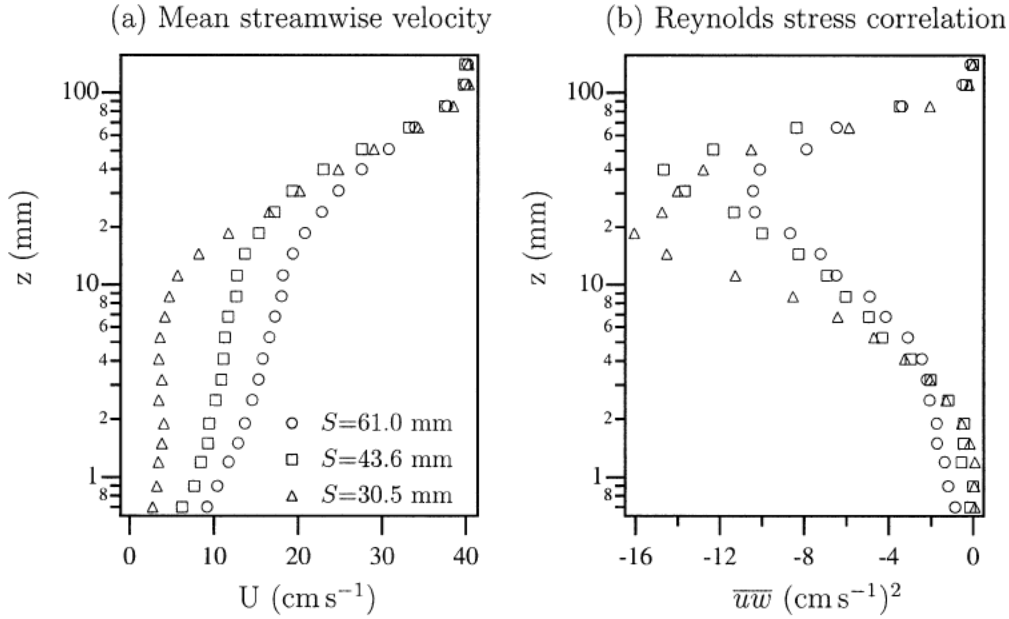 (a) Mean streamwise velocity
(b) Reynolds stress correlation
z (mm)
100
8
6
4
2
10
8
6
4
2
1
8
S=61.0 mm
S=43.6 mm
S=30.5 mm
0 10 20 30 40
U (cm s⁻¹)
z (mm)
100
8
6
4
2
10
8
6
4
2
1
8
-16 -12 -8 -4 0
u̅w̅ (cm s⁻¹)²